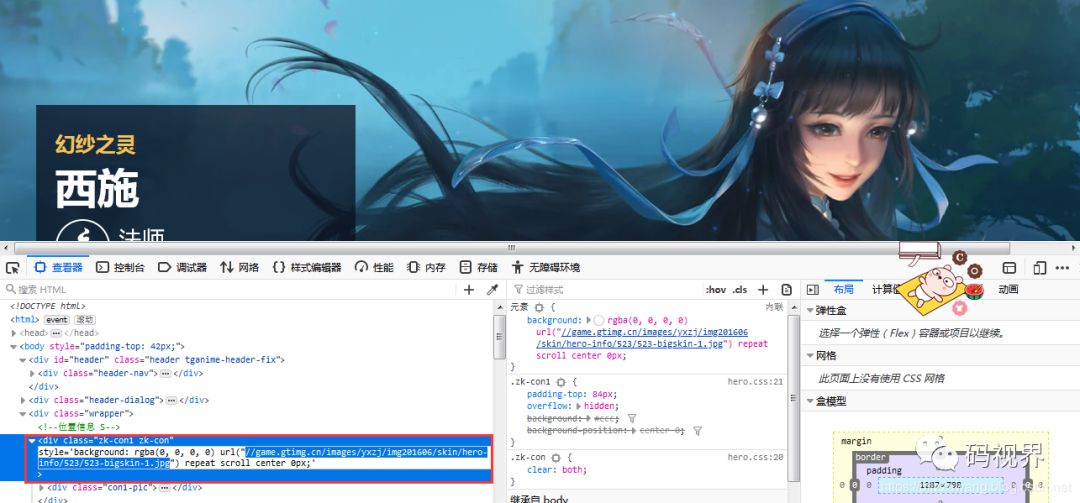 幻纱之灵
西施
法师
查看器 控制台 调试器 网络 样式编辑器 性能 内存 存储 无障碍环境
搜索 HTML
<!DOCTYPE html>
<html> event 滚动
<head> ••• </head>
<body style="padding-top: 42px;">
<div id="header" class="header tganime-header-fix">
<div class="header-nav"> ••• </div>
</div>
<div class="header-dialog"> ••• </div>
<div class="wrapper">
<!--位置信息 S-->
<div class="zk-con1 zk-con"
style='background: rgba(0, 0, 0, 0) url("//game.gtimg.cn/images/yxzj/img201606/skin/hero-
info/523/523-bigskin-1.jpg") repeat scroll center 0px;'
>
<div class="con1-pic"> ••• </div>
</div>
过滤样式 :hov .cls
元素 { 内联
background: rgba(0, 0, 0, 0)
url("//game.gtimg.cn/images/yxzj/img201606
/skin/hero-info/523/523-bigskin-1.jpg") repeat
scroll center 0px;
}
.zk-con1 { hero.css:21
padding-top: 84px;
overflow: hidden;
background: #ccc;
background-position: center 0;
}
.zk-con { hero.css:20
clear: both;
}
继承自 body
布局 动画
弹性盒
选择一个弹性（Flex）容器或项目以继续。
网格
此页面上没有使用 CSS 网格
盒模型
margin
border
padding
0 0 0 1287×798 0 0 0
码视界